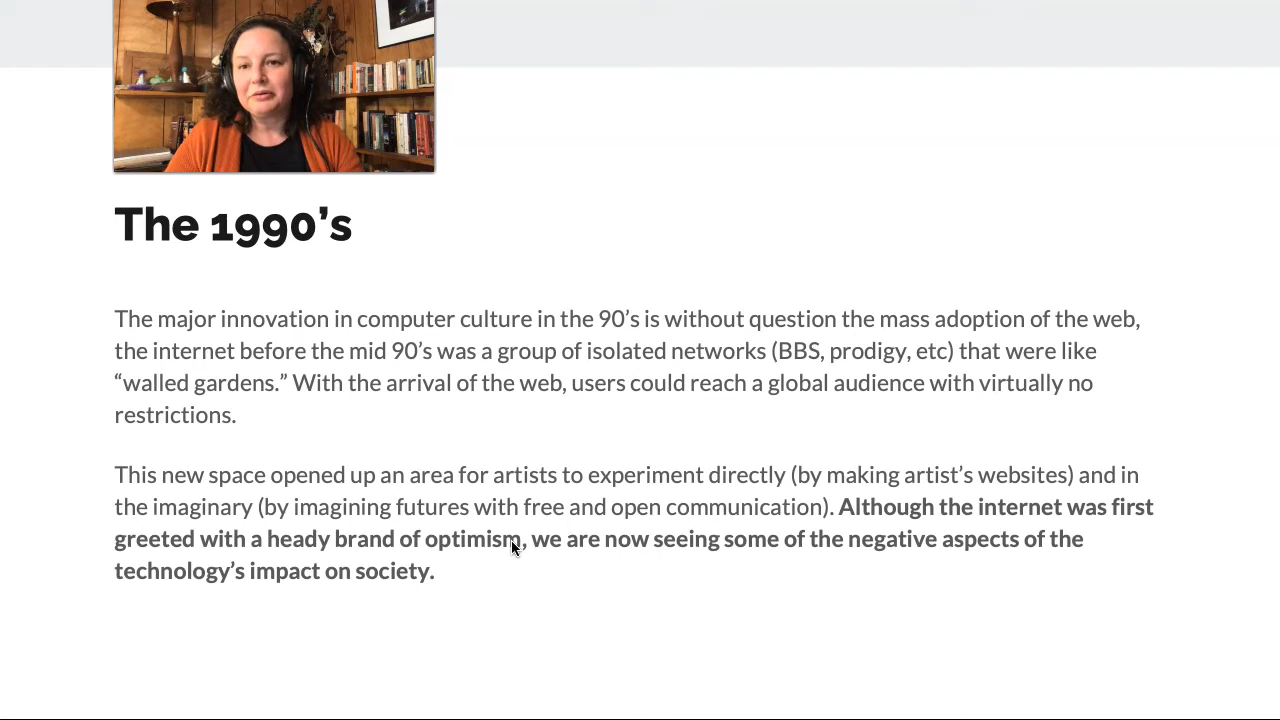 The 1990’s
The major innovation in computer culture in the 90’s is without question the mass adoption of the web,
the internet before the mid 90’s was a group of isolated networks (BBS, prodigy, etc) that were like
“walled gardens.” With the arrival of the web, users could reach a global audience with virtually no
restrictions.
This new space opened up an area for artists to experiment directly (by making artist’s websites) and in
the imaginary (by imagining futures with free and open communication). Although the internet was first
greeted with a heady brand of optimism, we are now seeing some of the negative aspects of the
technology’s impact on society.